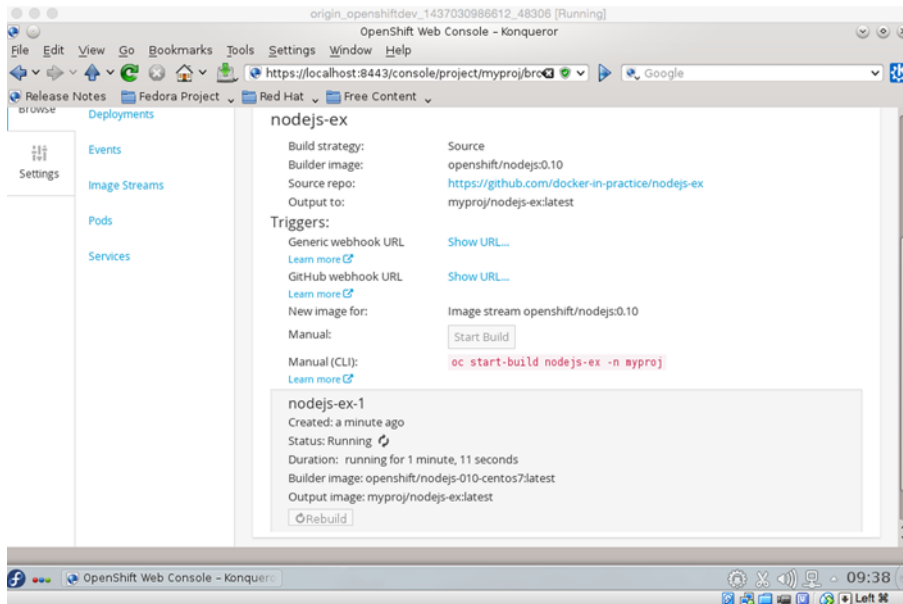 origin_openshiftdev_1437030986612_48306 [Running]
OpenShift Web Console – Konqueror
File Edit View Go Bookmarks Tools Settings Window Help
https://localhost:8443/console/project/myproj/bro
Google
Release Notes Fedora Project Red Hat Free Content
Browse
Settings
Deployments
Events
Image Streams
Pods
Services
nodejs-ex
Build strategy: Source
Builder image: openshift/nodejs:0.10
Source repo: https://github.com/docker-in-practice/nodejs-ex
Output to: myproj/nodejs-ex:latest
Triggers:
Generic webhook URL Show URL...
Learn more
GitHub webhook URL Show URL...
Learn more
New image for: Image stream openshift/nodejs:0.10
Manual: Start Build
Manual (CLI): oc start-build nodejs-ex -n myproj
Learn more
nodejs-ex-1
Created: a minute ago
Status: Running
Duration: running for 1 minute, 11 seconds
Builder image: openshift/nodejs-010-centos7:latest
Output image: myproj/nodejs-ex:latest
Rebuild
OpenShift Web Console – Konquero
09:38
Left ⌘